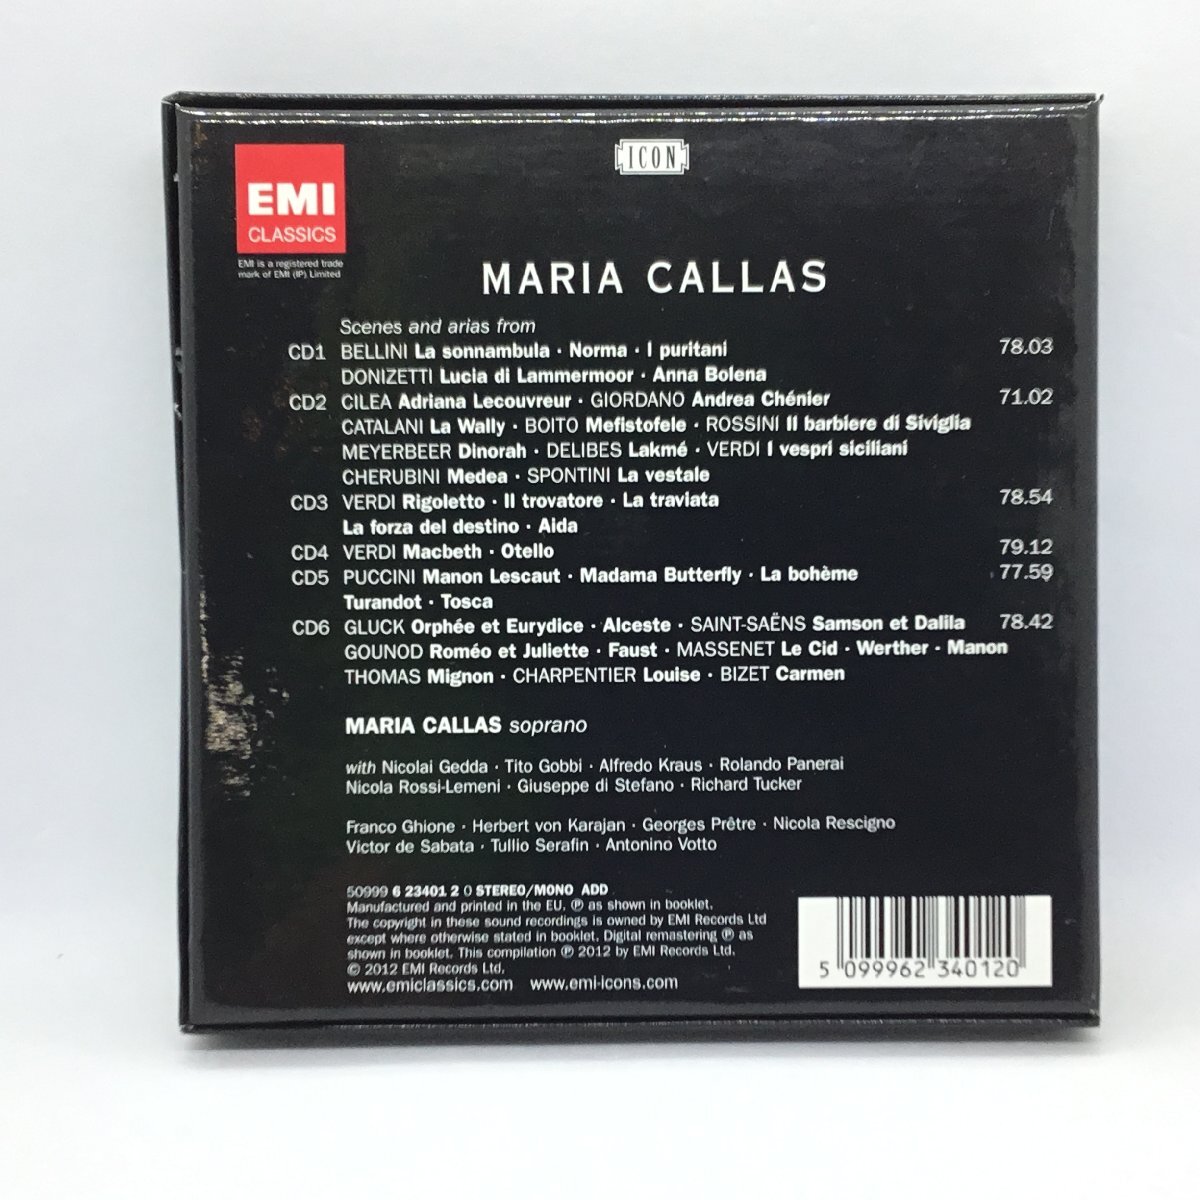 ICON
EMI
CLASSICS
EMI is a registered trade
mark of EMI (IP) Limited
MARIA CALLAS
Scenes and arias from
CD1 BELLINI La sonnambula · Norma · I puritani 78.03
DONIZETTI Lucia di Lammermoor · Anna Bolena
CD2 CILEA Adriana Lecouvreur · GIORDANO Andrea Chénier 71.02
CATALANI La Wally · BOITO Mefistofele · ROSSINI Il barbiere di Siviglia
MEYERBEER Dinorah · DELIBES Lakmé · VERDI I vespri siciliani
CHERUBINI Medea · SPONTINI La vestale
CD3 VERDI Rigoletto · Il trovatore · La traviata 78.54
La forza del destino · Aida
CD4 VERDI Macbeth · Otello 79.12
CD5 PUCCINI Manon Lescaut · Madama Butterfly · La bohème 77.59
Turandot · Tosca
CD6 GLUCK Orphée et Eurydice · Alceste · SAINT-SAËNS Samson et Dalila 78.42
GOUNOD Roméo et Juliette · Faust · MASSENET Le Cid · Werther · Manon
THOMAS Mignon · CHARPENTIER Louise · BIZET Carmen
MARIA CALLAS soprano
with Nicolai Gedda · Tito Gobbi · Alfredo Kraus · Rolando Panerai
Nicola Rossi-Lemeni · Giuseppe di Stefano · Richard Tucker
Franco Ghione · Herbert von Karajan · Georges Prêtre · Nicola Rescigno
Victor de Sabata · Tullio Serafin · Antonino Votto
50999 6 23401 2 0 STEREO/MONO ADD
Manufactured and printed in the EU. ℗ as shown in booklet.
The copyright in these sound recordings is owned by EMI Records Ltd
except where otherwise stated in booklet. Digital remastering ℗ as
shown in booklet. This compilation ℗ 2012 by EMI Records Ltd.
© 2012 EMI Records Ltd.
www.emiclassics.com www.emi-icons.com
5 099962 340120